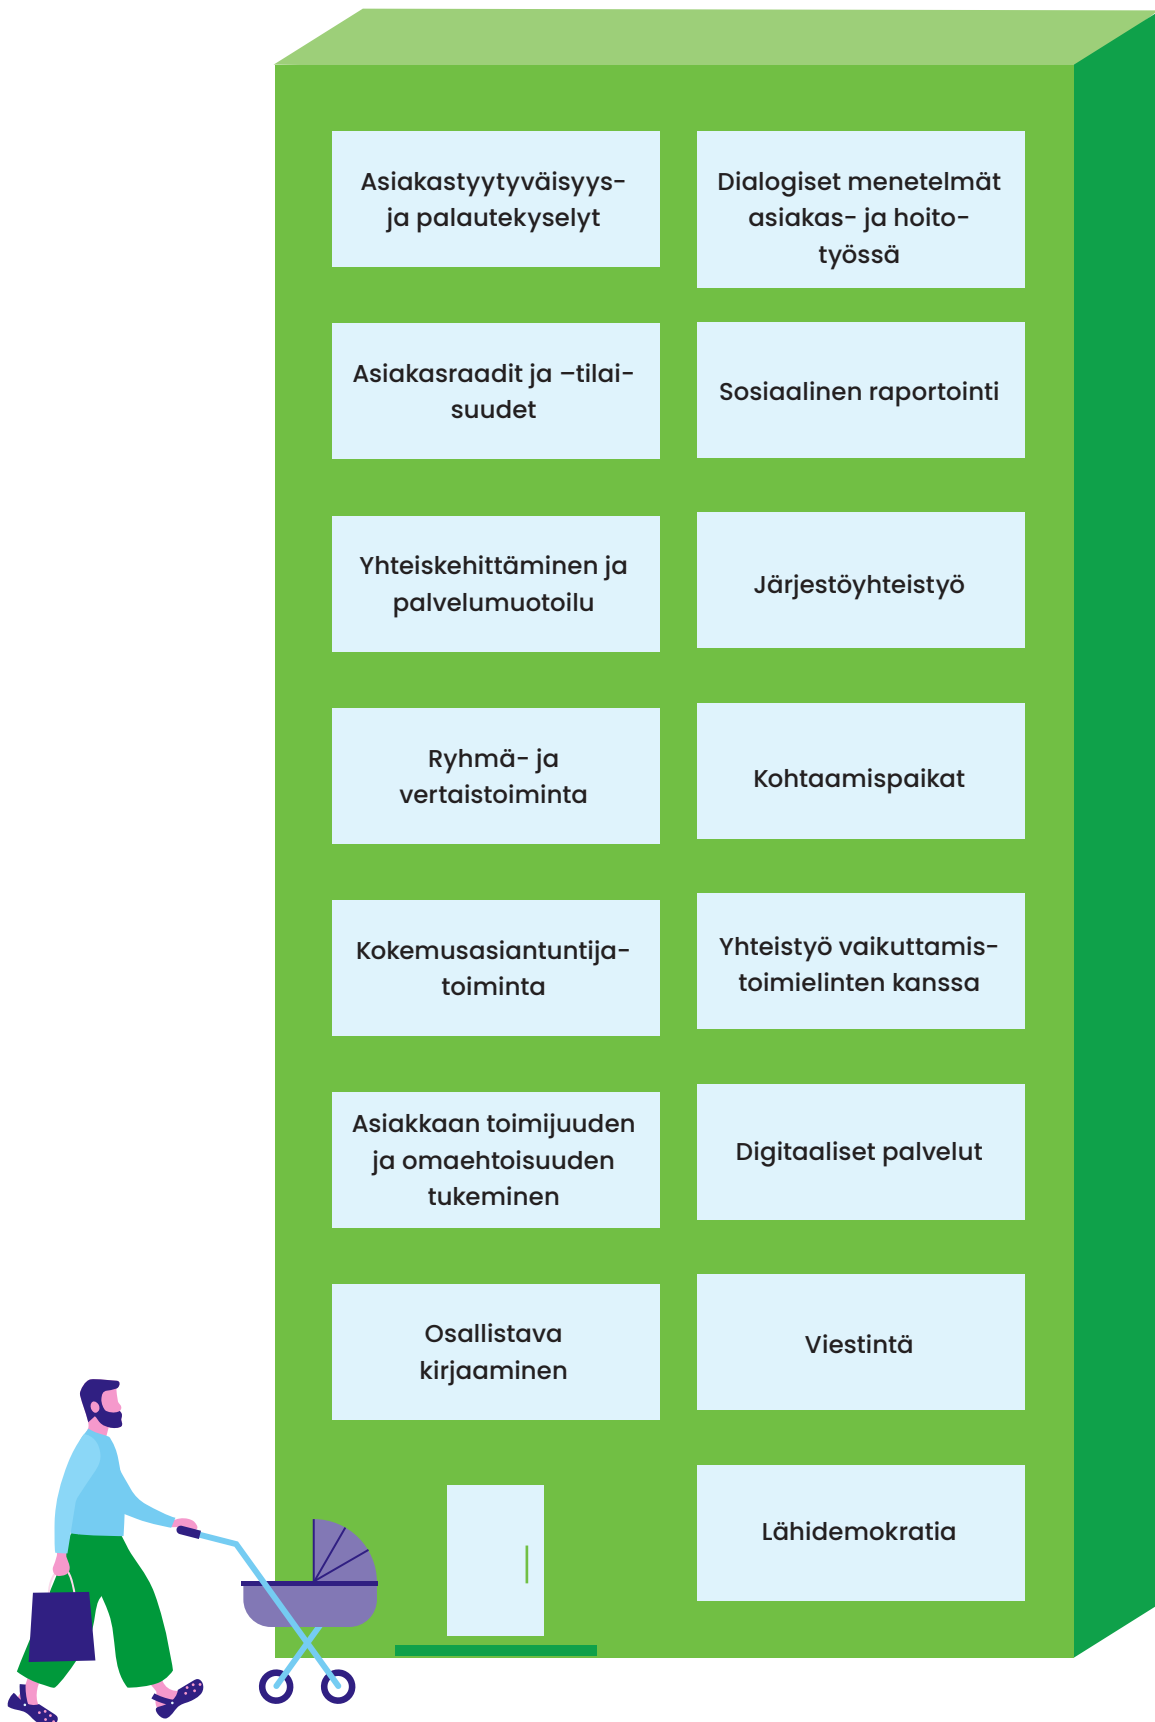 Asiakastyytyväisyys-
ja palautekyselyt
Asiakasraadit ja –tilai-
suudet
Yhteiskehittäminen ja
palvelumuotoilu
Ryhmä- ja
vertaistoiminta
Kokemusasiantuntija-
toiminta
Asiakkaan toimijuuden
ja omaehtoisuuden
tukeminen
Osallistava
kirjaaminen
Dialogiset menetelmät
asiakas- ja hoito-
työssä
Sosiaalinen raportointi
Järjestöyhteistyö
Kohtaamispaikat
Yhteistyö vaikuttamis-
toimielinten kanssa
Digitaaliset palvelut
Viestintä
Lähidemokratia